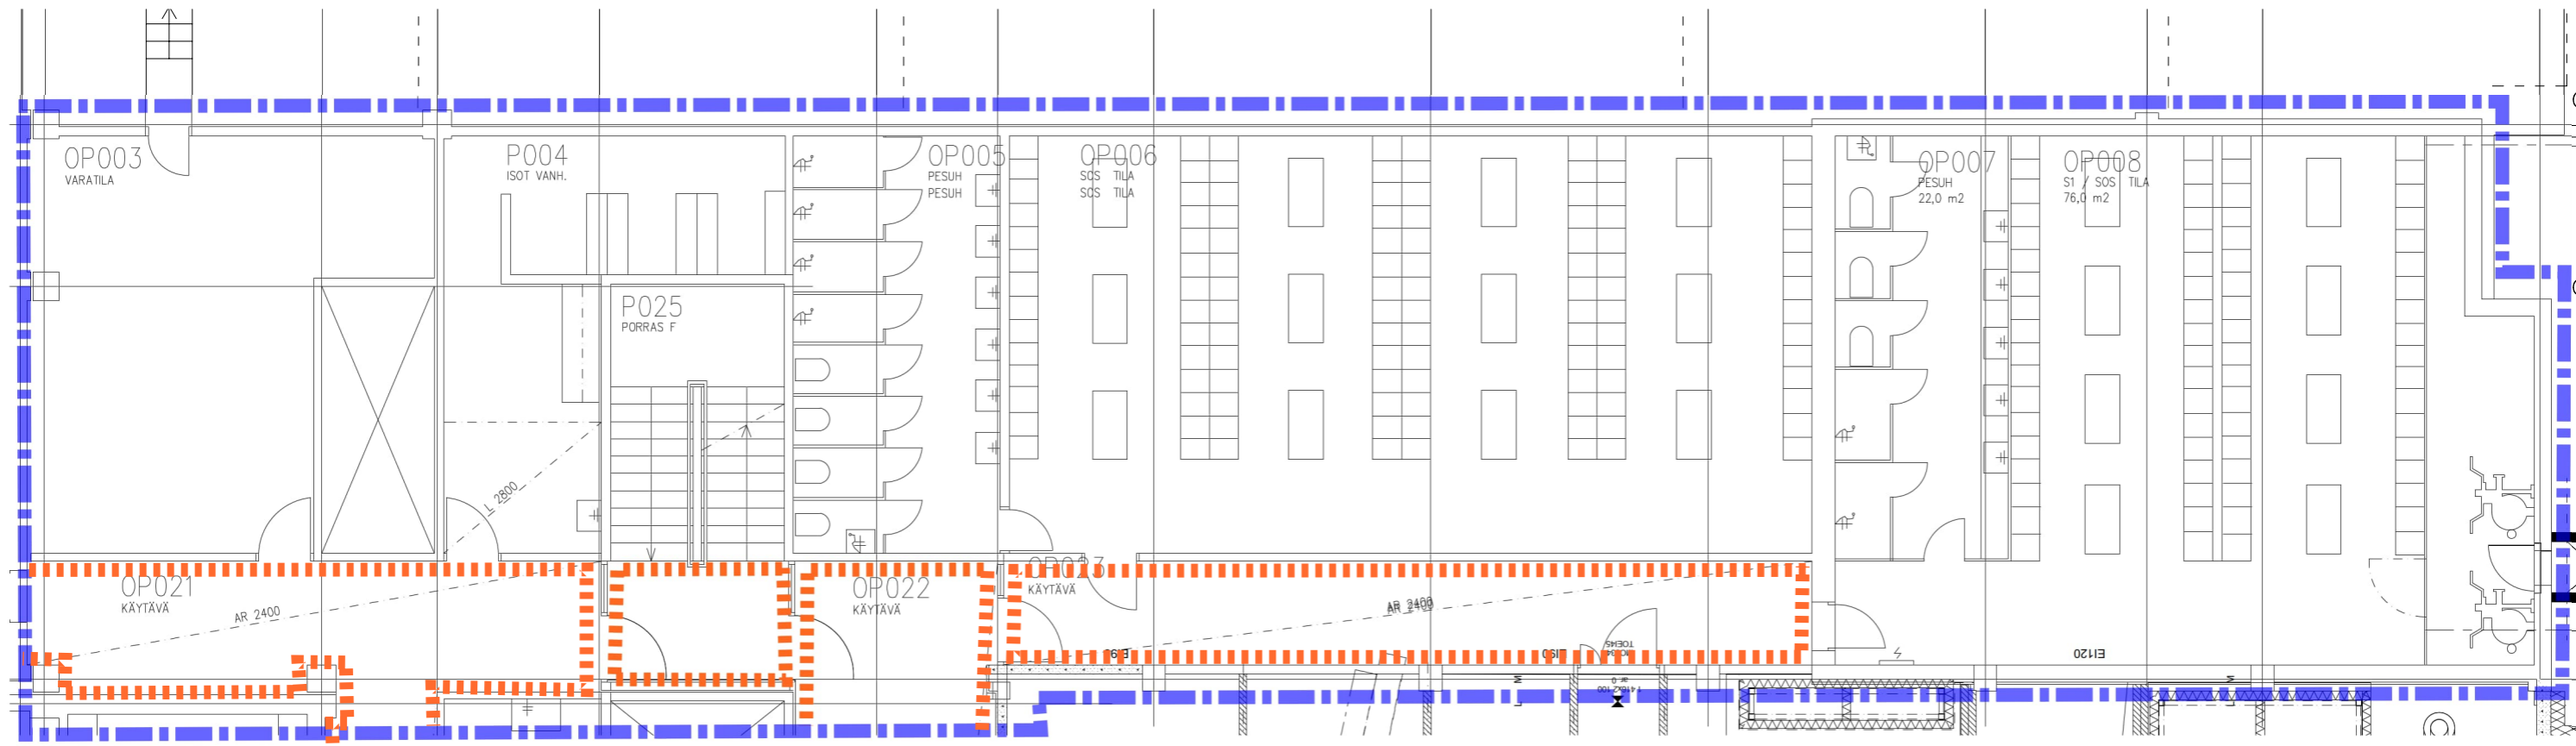 OP003
VARATILA
P004
ISOT VANH.
OP005
PESUH
PESUH
OP006
SOS TILA
SOS TILA
OP007
PESUH
22,0 m2
OP008
S1 / SOS TILA
76,0 m2
P025
PORRAS F
L 2800
OP021
KÄYTÄVÄ
AR 2400
OP022
KÄYTÄVÄ
OP023
KÄYTÄVÄ
AR 2400
EI90
EI120